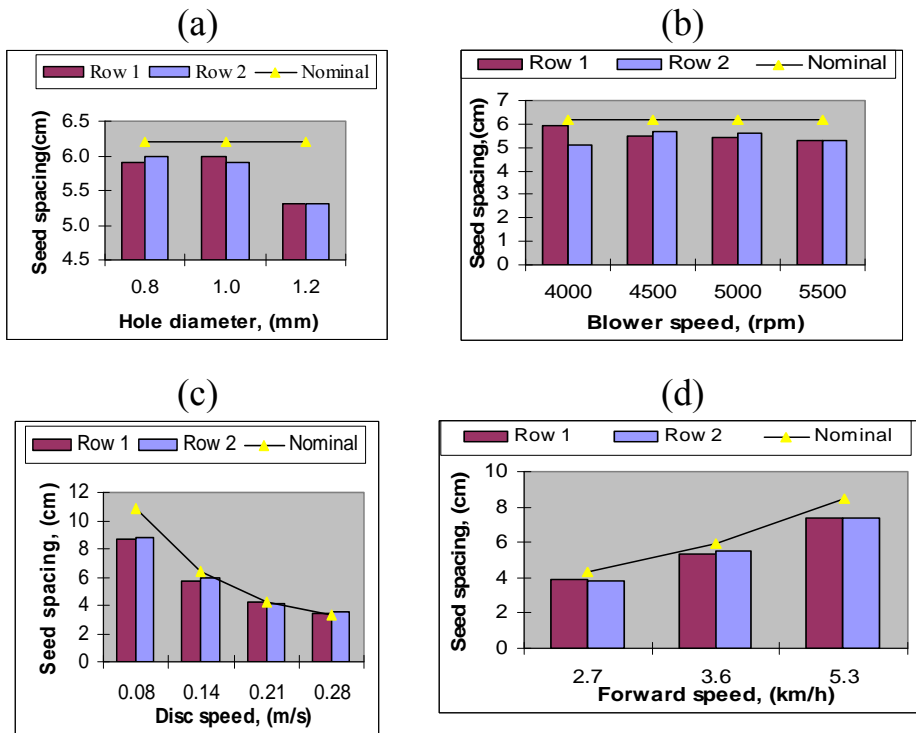 (a)
Row 1 Row 2 Nominal
Seed spacing(cm)
6.5
6.0
5.5
5.0
4.5
0.8 1.0 1.2
Hole diameter, (mm)
(b)
Row 1 Row 2 Nominal
Seed spacing,(cm)
7
6
5
4
3
2
1
0
4000 4500 5000 5500
Blower speed, (rpm)
(c)
Row 1 Row 2 Nominal
Seed spacing, (cm)
12
10
8
6
4
2
0
0.08 0.14 0.21 0.28
Disc speed, (m/s)
(d)
Row 1 Row 2 Nominal
Seed spacing, (cm)
10
8
6
4
2
0
2.7 3.6 5.3
Forward speed, (km/h)